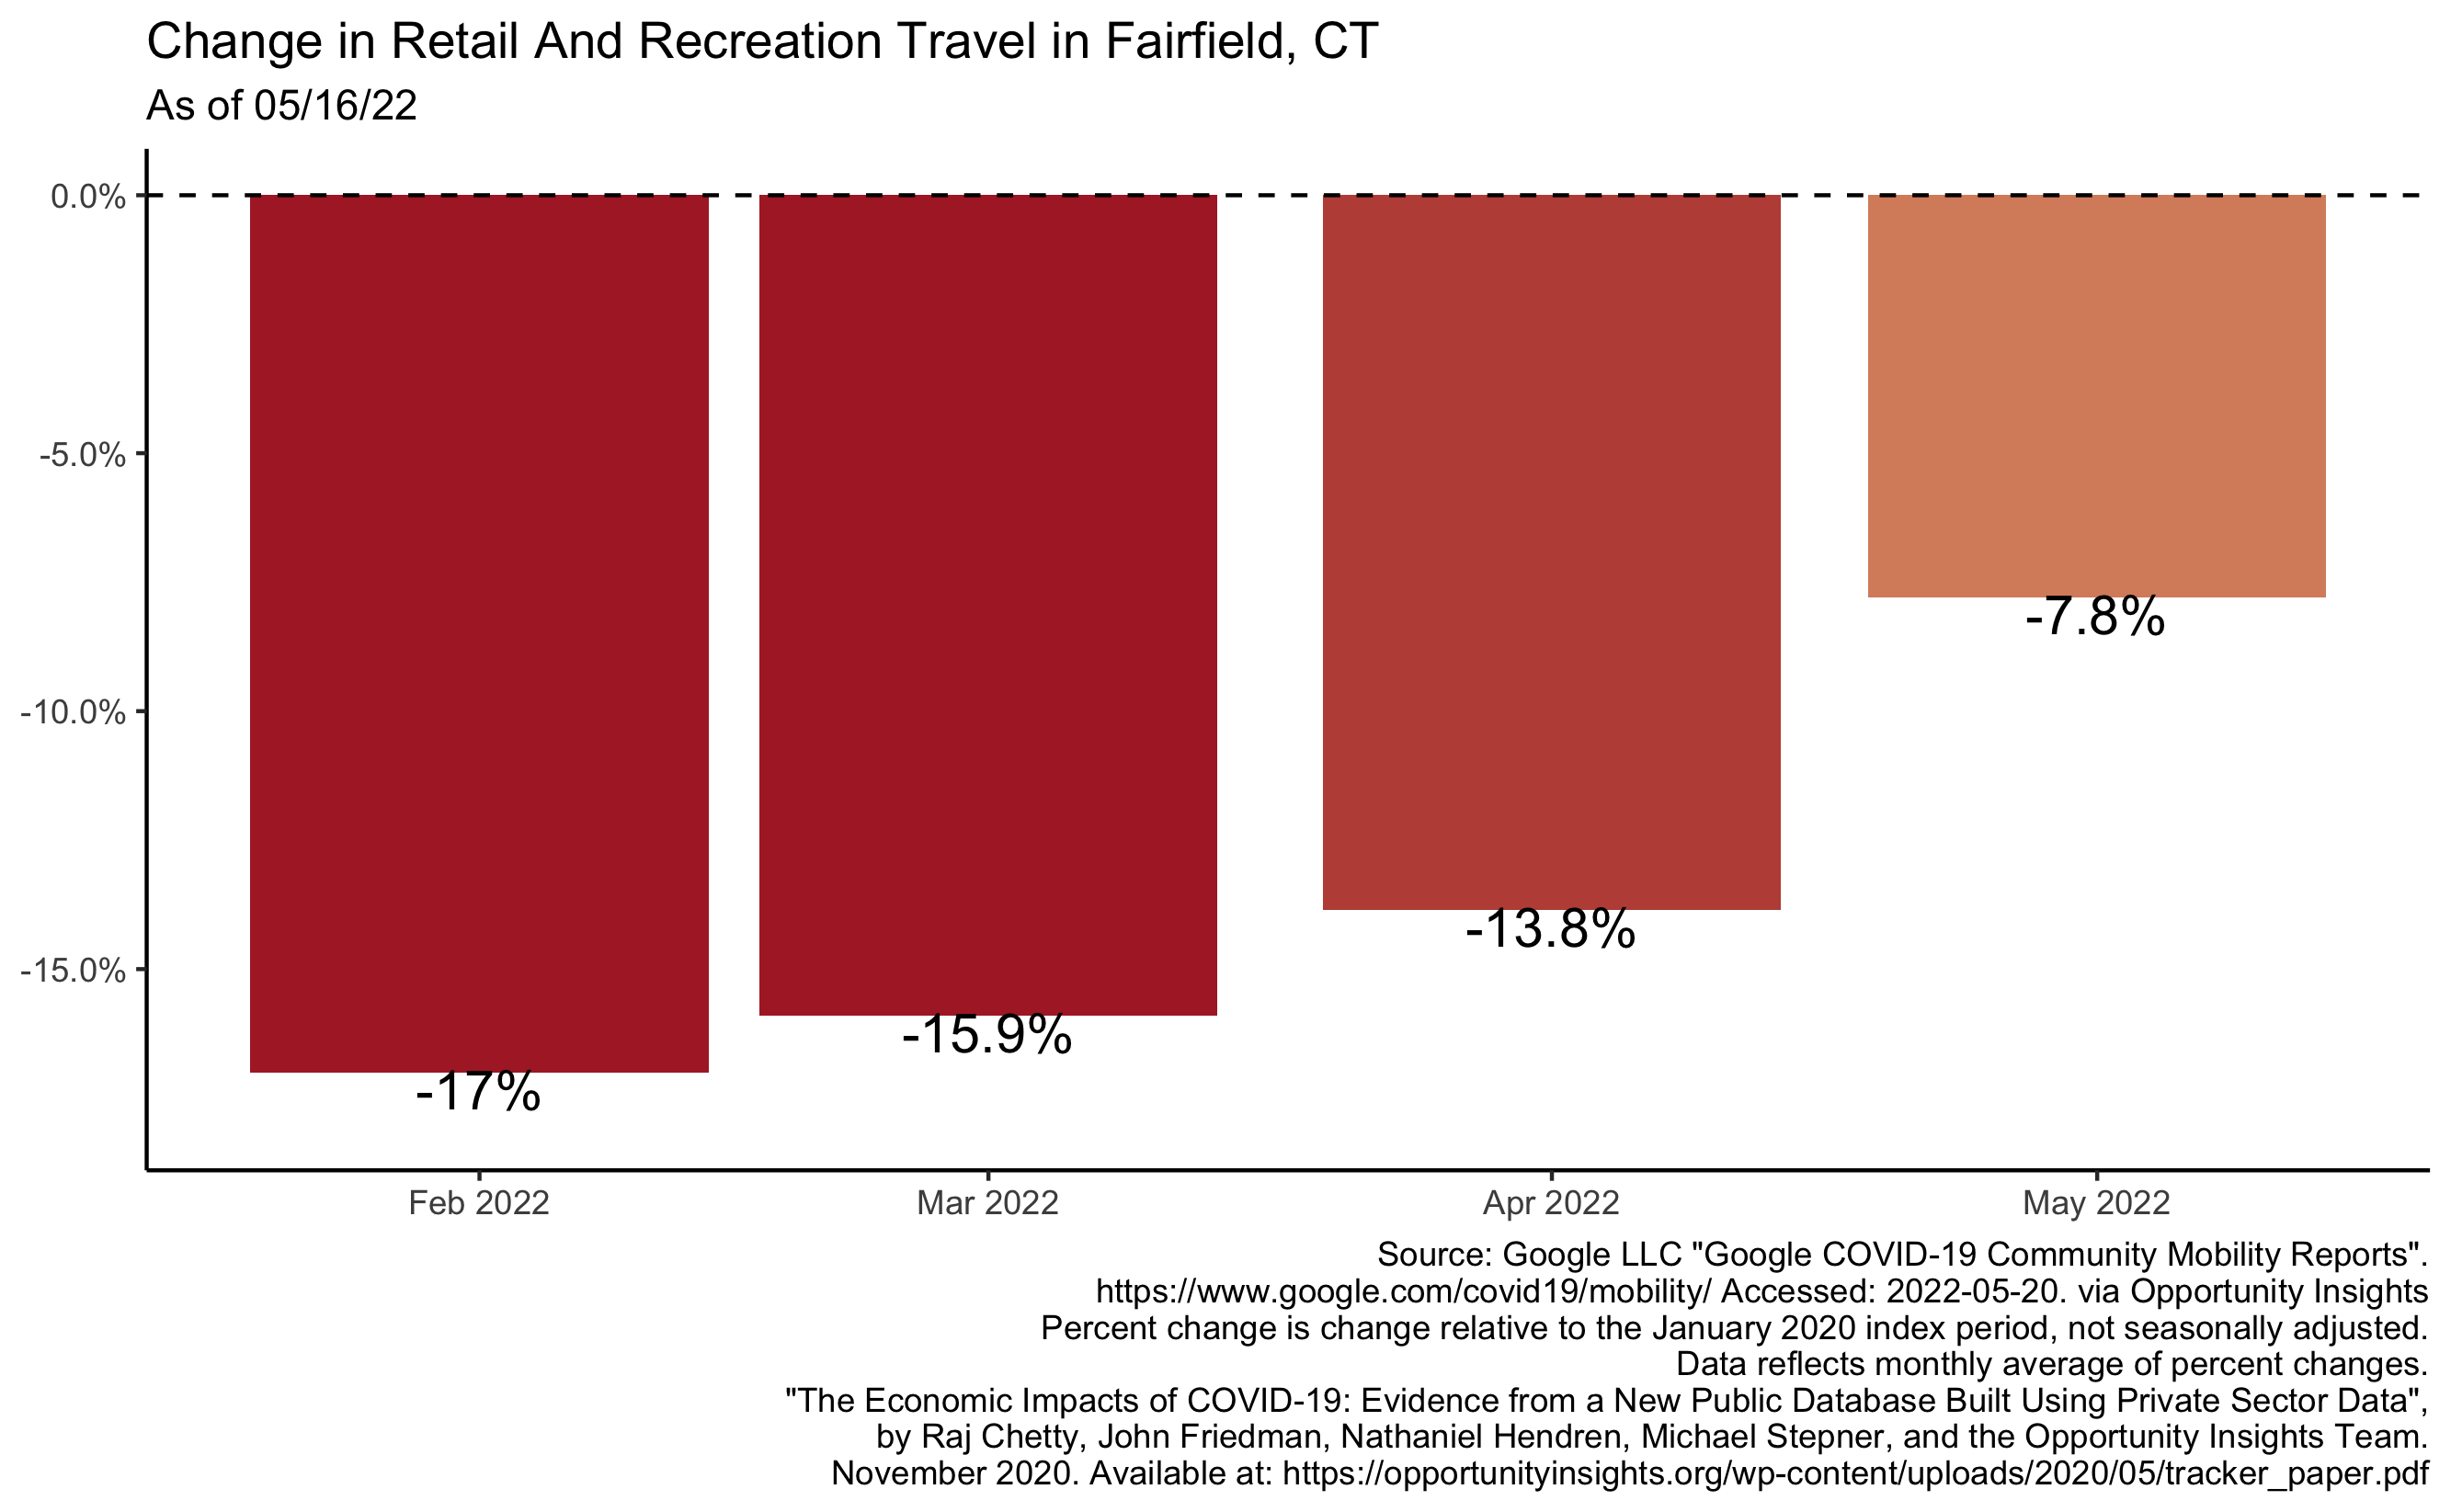 Change in Retail And Recreation Travel in Fairfield, CT
As of 05/16/22
0.0%
-5.0%
-10.0%
-15.0%
-17%
-15.9%
-13.8%
-7.8%
Feb 2022
Mar 2022
Apr 2022
May 2022
Source: Google LLC "Google COVID-19 Community Mobility Reports".
https://www.google.com/covid19/mobility/ Accessed: 2022-05-20. via Opportunity Insights
Percent change is change relative to the January 2020 index period, not seasonally adjusted.
Data reflects monthly average of percent changes.
"The Economic Impacts of COVID-19: Evidence from a New Public Database Built Using Private Sector Data",
by Raj Chetty, John Friedman, Nathaniel Hendren, Michael Stepner, and the Opportunity Insights Team.
November 2020. Available at: https://opportunityinsights.org/wp-content/uploads/2020/05/tracker_paper.pdf